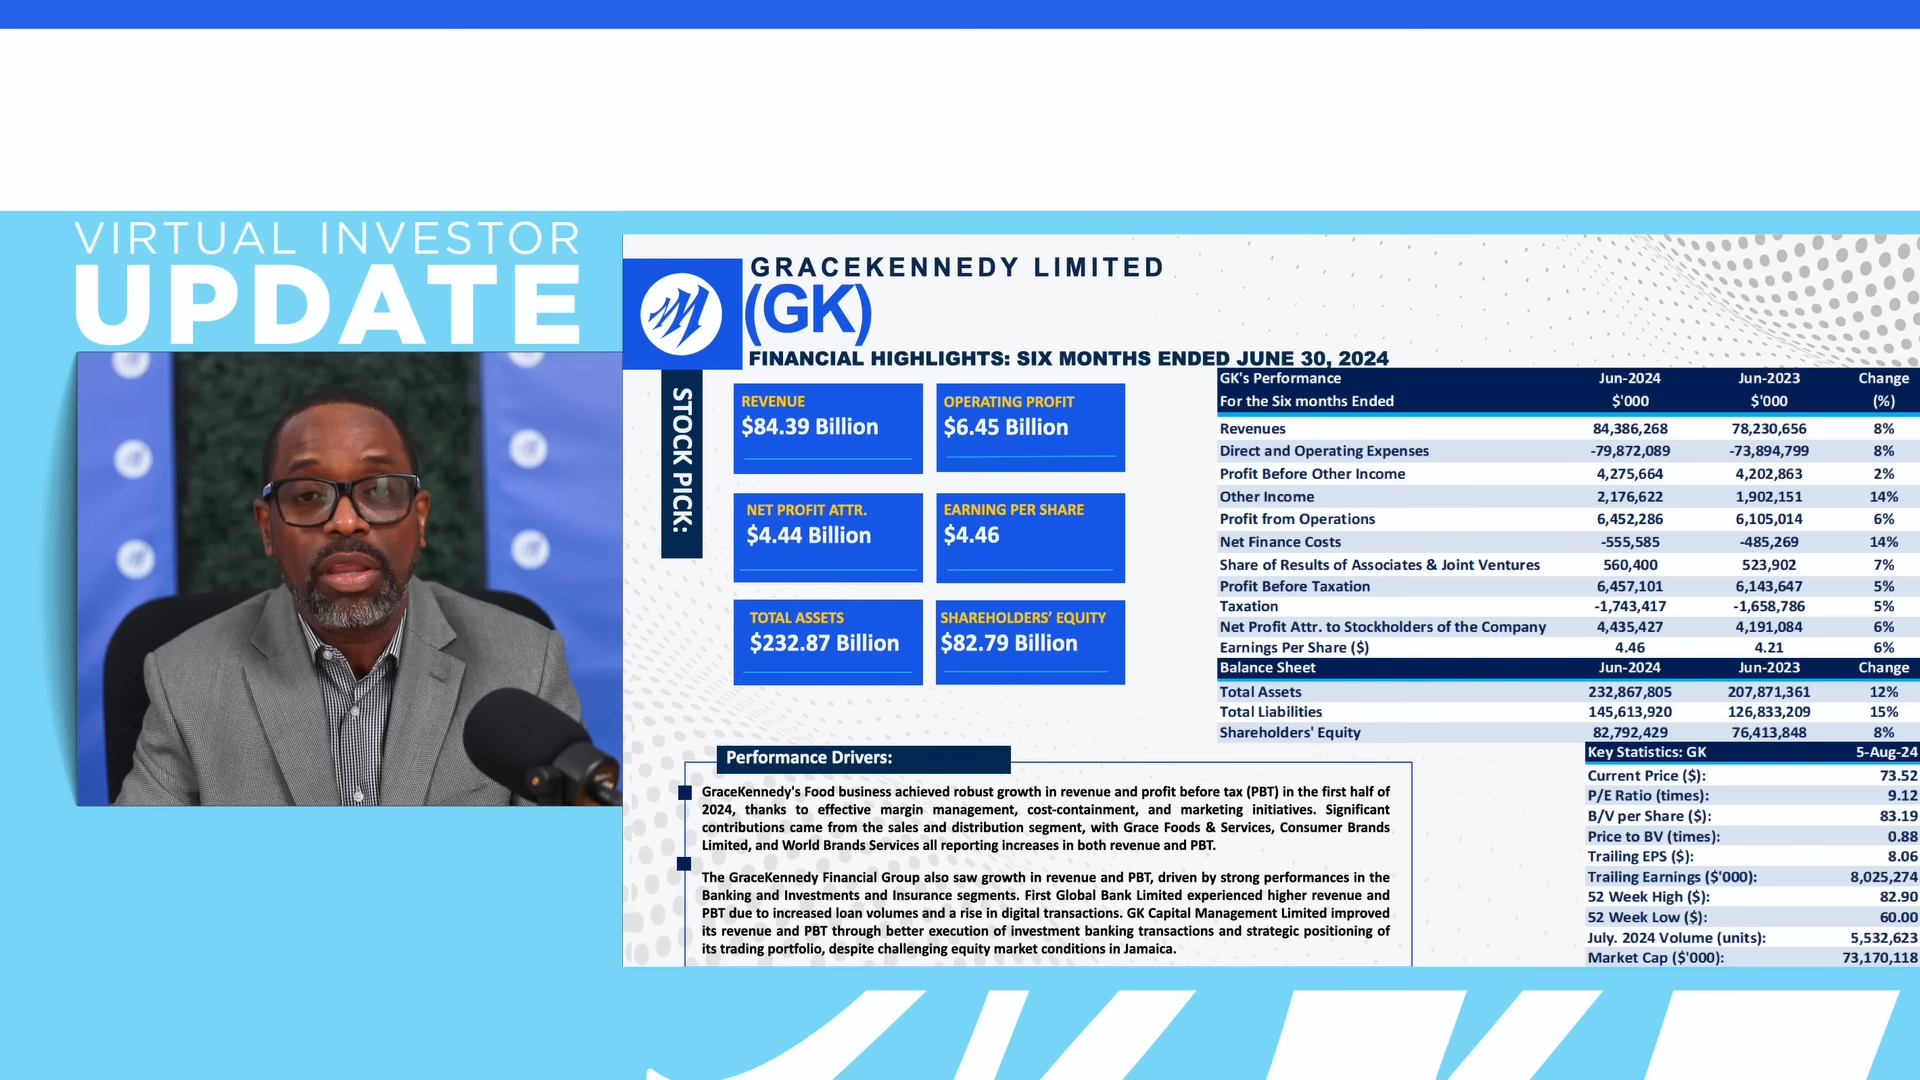 VIRTUAL INVESTOR
UPDATE
GRACEKENNEDY LIMITED
(GK)
FINANCIAL HIGHLIGHTS: SIX MONTHS ENDED JUNE 30, 2024
STOCK PICK:
REVENUE
$84.39 Billion
OPERATING PROFIT
$6.45 Billion
NET PROFIT ATTR.
$4.44 Billion
EARNING PER SHARE
$4.46
TOTAL ASSETS
$232.87 Billion
SHAREHOLDERS' EQUITY
$82.79 Billion
GK's Performance Jun-2024 Jun-2023 Change
For the Six months Ended $'000 $'000 (%)
Revenues 84,386,268 78,230,656 8%
Direct and Operating Expenses -79,872,089 -73,894,799 8%
Profit Before Other Income 4,275,664 4,202,863 2%
Other Income 2,176,622 1,902,151 14%
Profit from Operations 6,452,286 6,105,014 6%
Net Finance Costs -555,585 -485,269 14%
Share of Results of Associates & Joint Ventures 560,400 523,902 7%
Profit Before Taxation 6,457,101 6,143,647 5%
Taxation -1,743,417 -1,658,786 5%
Net Profit Attr. to Stockholders of the Company 4,435,427 4,191,084 6%
Earnings Per Share ($) 4.46 4.21 6%
Balance Sheet Jun-2024 Jun-2023 Change
Total Assets 232,867,805 207,871,361 12%
Total Liabilities 145,613,920 126,833,209 15%
Shareholders' Equity 82,792,429 76,413,848 8%
Key Statistics: GK 5-Aug-24
Current Price ($): 73.52
P/E Ratio (times): 9.12
B/V per Share ($): 83.19
Price to BV (times): 0.88
Trailing EPS ($): 8.06
Trailing Earnings ($'000): 8,025,274
52 Week High ($): 82.90
52 Week Low ($): 60.00
July. 2024 Volume (units): 5,532,623
Market Cap ($'000): 73,170,118
Performance Drivers:
GraceKennedy's Food business achieved robust growth in revenue and profit before tax (PBT) in the first half of
2024, thanks to effective margin management, cost-containment, and marketing initiatives. Significant
contributions came from the sales and distribution segment, with Grace Foods & Services, Consumer Brands
Limited, and World Brands Services all reporting increases in both revenue and PBT.
The GraceKennedy Financial Group also saw growth in revenue and PBT, driven by strong performances in the
Banking and Investments and Insurance segments. First Global Bank Limited experienced higher revenue and
PBT due to increased loan volumes and a rise in digital transactions. GK Capital Management Limited improved
its revenue and PBT through better execution of investment banking transactions and strategic positioning of
its trading portfolio, despite challenging equity market conditions in Jamaica.